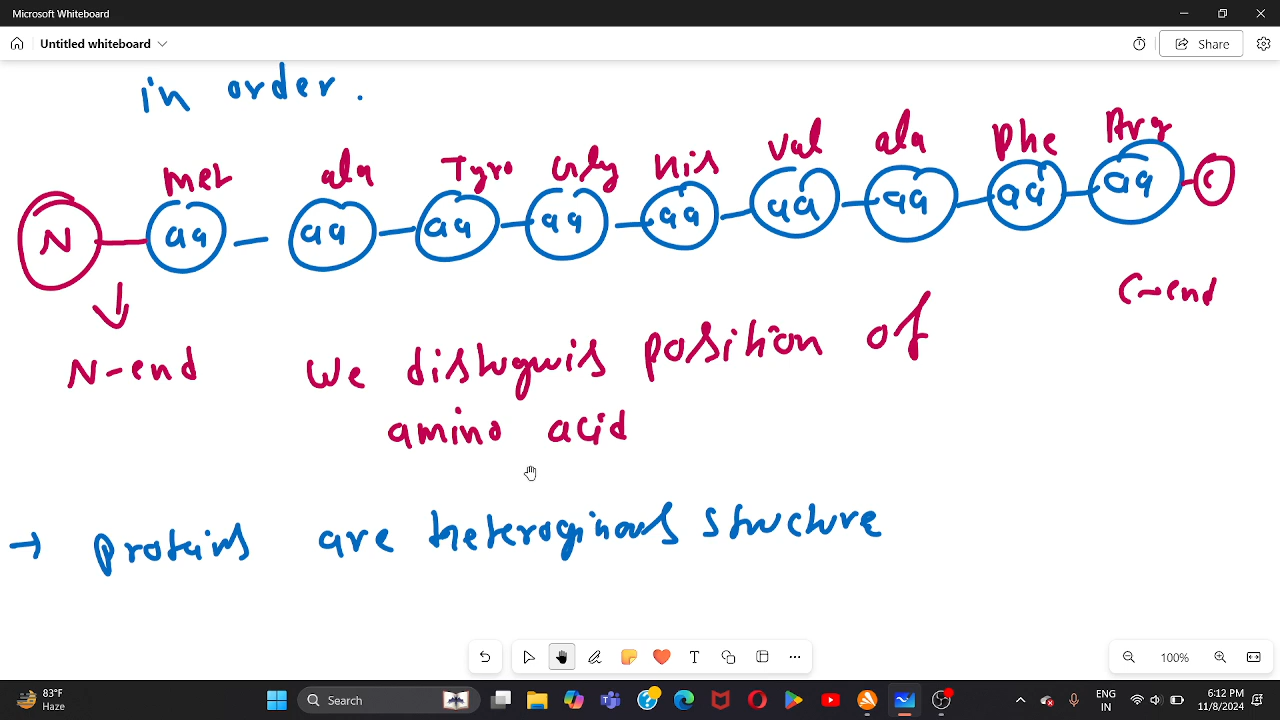 Microsoft Whiteboard
Untitled whiteboard
Share
in order.
Met ala Tyro Gly His Val ala Phe Arg
N aa aa aa aa aa aa aa aa aa C
N-end
C-end
We distuguis position of
amino acid
→ proteins are heteroginous structure
100%
83°F
Haze
Search
ENG
IN
6:12 PM
11/8/2024